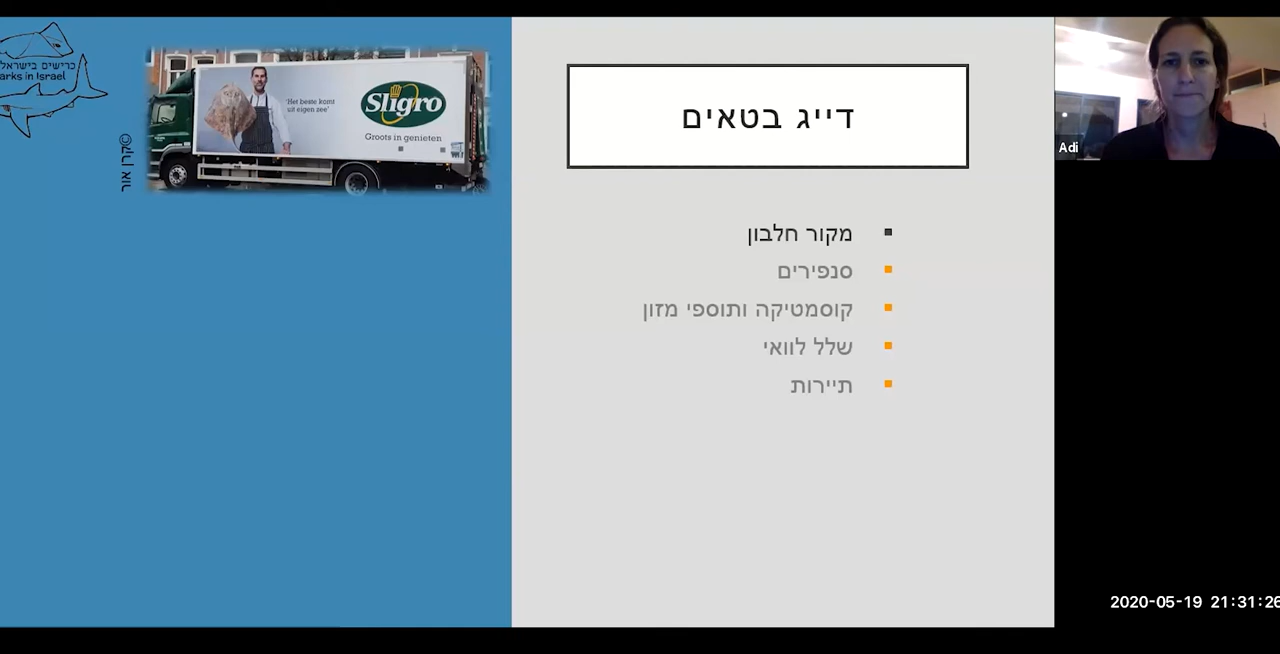 כרישים בישראל
arks in Israel
'Het beste komt
uit eigen zee'
Sligro
Groots in genieten
©קרן אור
דייג בטאים
מקור חלבון
סנפירים
קוסמטיקה ותוספי מזון
שלל לוואי
תיירות
Adi
2020-05-19 21:31:26